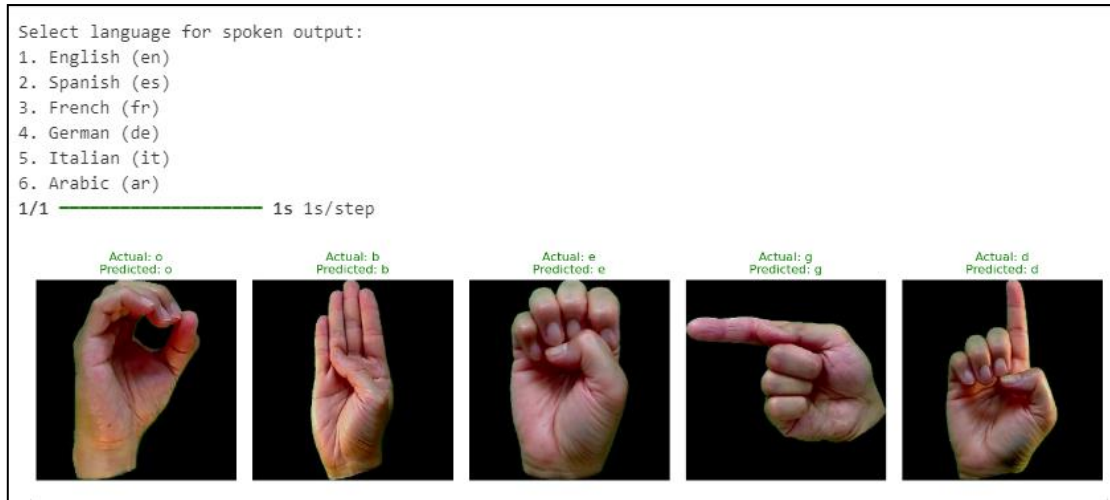 Select language for spoken output:
1. English (en)
2. Spanish (es)
3. French (fr)
4. German (de)
5. Italian (it)
6. Arabic (ar)
1/1 1s 1s/step
Actual: o
Predicted: o
Actual: b
Predicted: b
Actual: e
Predicted: e
Actual: g
Predicted: g
Actual: d
Predicted: d